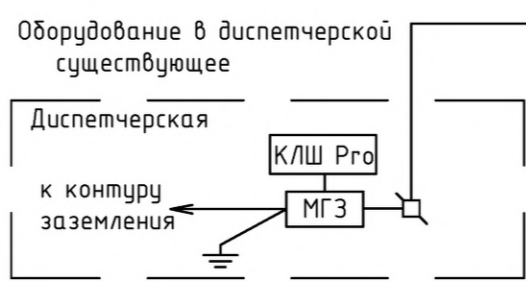 Оборудование в диспетчерской
существующее
Диспетчерская
КЛШ Pro
к контуру
заземления
МГЗ